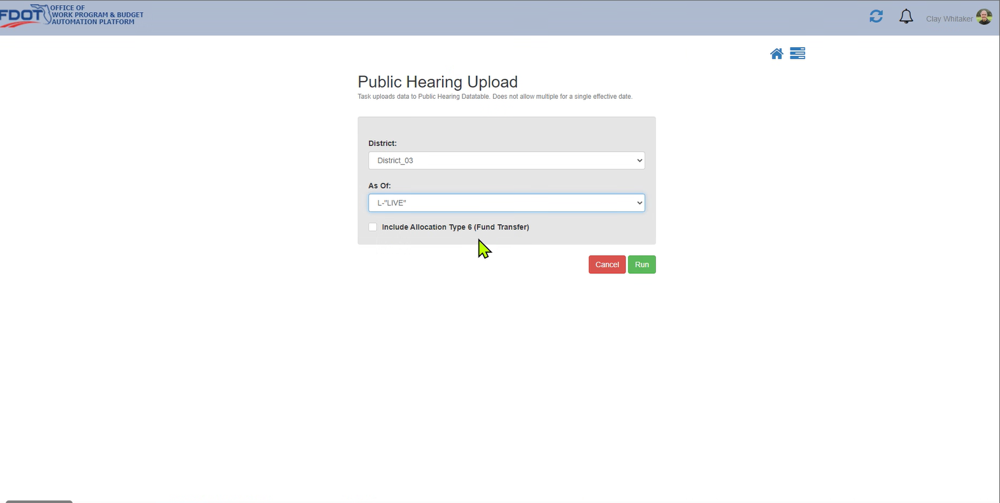 FDOT
OFFICE OF
WORK PROGRAM & BUDGET
AUTOMATION PLATFORM
Clay Whitaker
Public Hearing Upload
Task uploads data to Public Hearing Datatable. Does not allow multiple for a single effective date.
District:
District_03
As Of:
L-"LIVE"
Include Allocation Type 6 (Fund Transfer)
Cancel Run